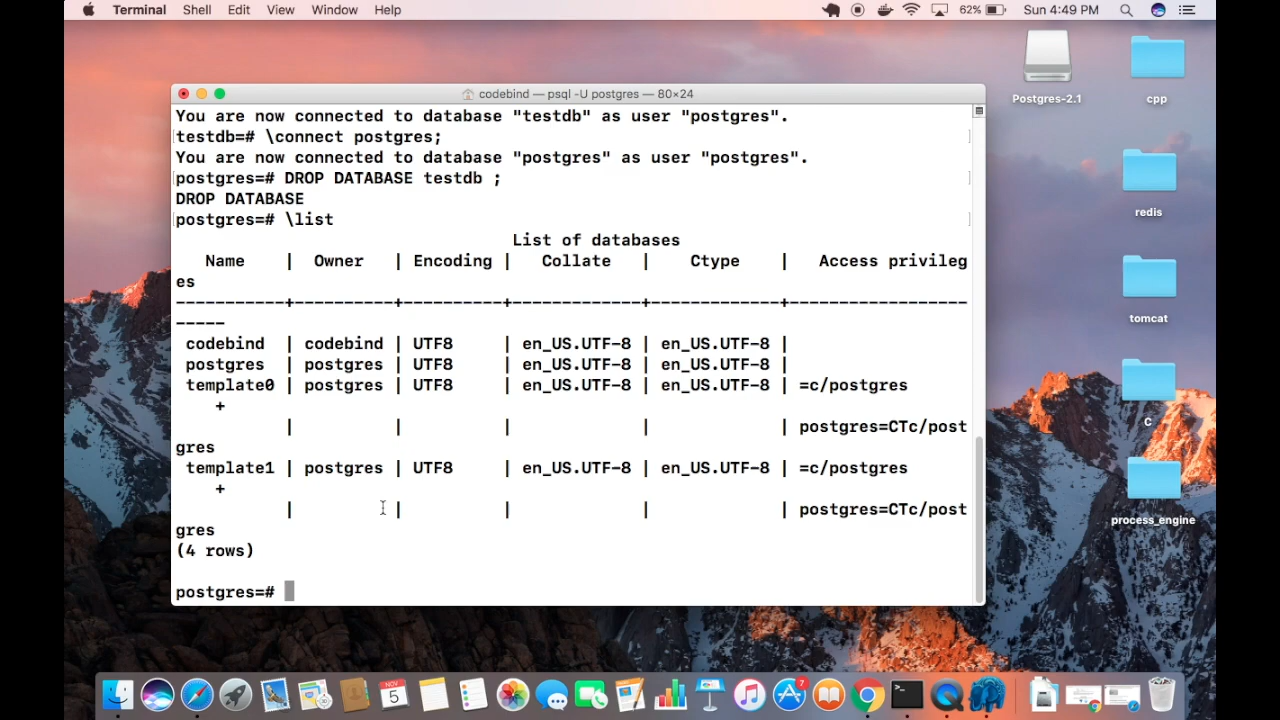 Terminal Shell Edit View Window Help 62% Sun 4:49 PM
Postgres-2.1
cpp
redis
tomcat
C
process_engine
codebind — psql -U postgres — 80×24
You are now connected to database "testdb" as user "postgres".
testdb=# \connect postgres;
You are now connected to database "postgres" as user "postgres".
postgres=# DROP DATABASE testdb ;
DROP DATABASE
postgres=# \list
List of databases
Name | Owner | Encoding | Collate | Ctype | Access privileg
es
-----------+----------+----------+-------------+-------------+-------------------
-----
codebind | codebind | UTF8 | en_US.UTF-8 | en_US.UTF-8 |
postgres | postgres | UTF8 | en_US.UTF-8 | en_US.UTF-8 |
template0 | postgres | UTF8 | en_US.UTF-8 | en_US.UTF-8 | =c/postgres
+
| | | | | postgres=CTc/post
gres
template1 | postgres | UTF8 | en_US.UTF-8 | en_US.UTF-8 | =c/postgres
+
| | | | | postgres=CTc/post
gres
(4 rows)
postgres=#
NOV
5
7
>_